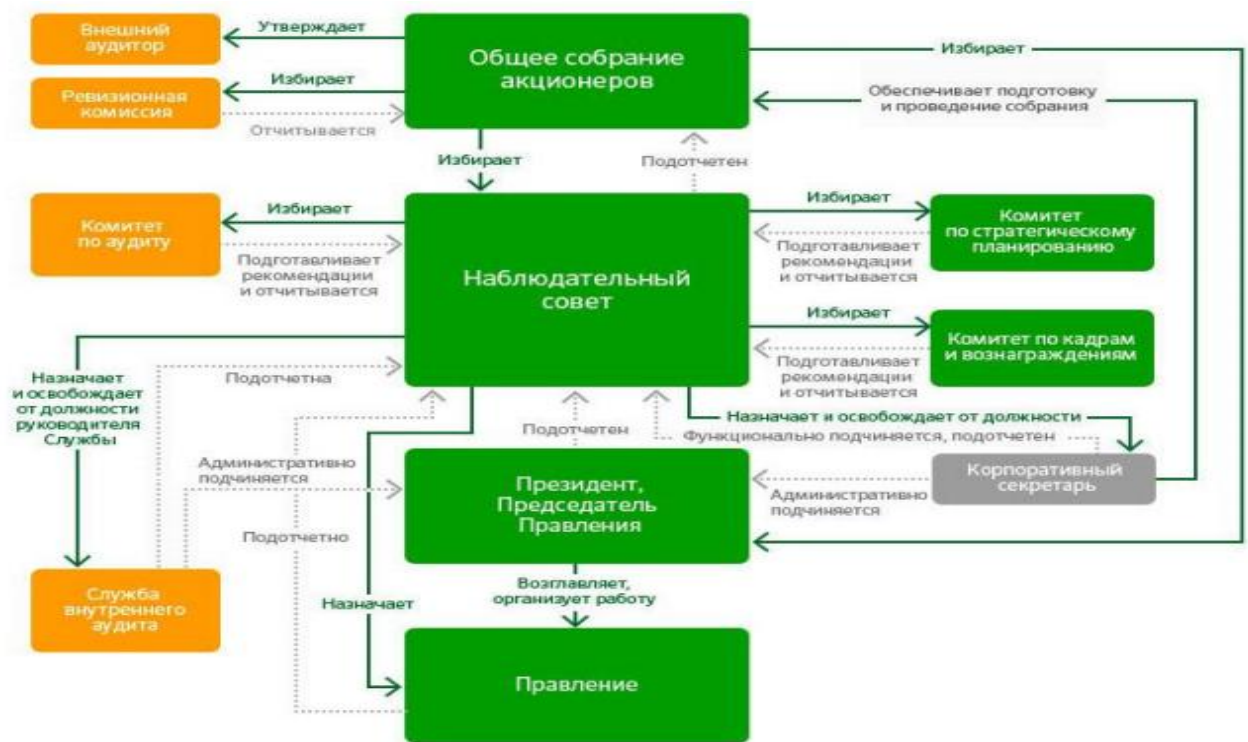 Внешний
аудитор
Утверждает
Общее собрание
акционеров
Избирает
Ревизионная
комиссия
Избирает
Отчитывается
Обеспечивает подготовку
и проведение собрания
Избирает
Подотчетен
Комитет
по аудиту
Избирает
Подготавливает
рекомендации
и отчитывается
Наблюдательный
совет
Избирает
Подготавливает
рекомендации
и отчитывается
Комитет
по стратегическому
планированию
Избирает
Подготавливает
рекомендации
и отчитывается
Комитет по кадрам
и вознаграждениям
Назначает
и освобождает
от должности
руководителя
Службы
Подотчетна
Подотчетен
Назначает и освобождает от должности
Функционально подчиняется, подотчетен
Административно
подчиняется
Президент,
Председатель
Правления
Административно
подчиняется
Корпоративный
секретарь
Подотчетно
Служба
внутреннего
аудита
Назначает
Возглавляет,
организует работу
Правление